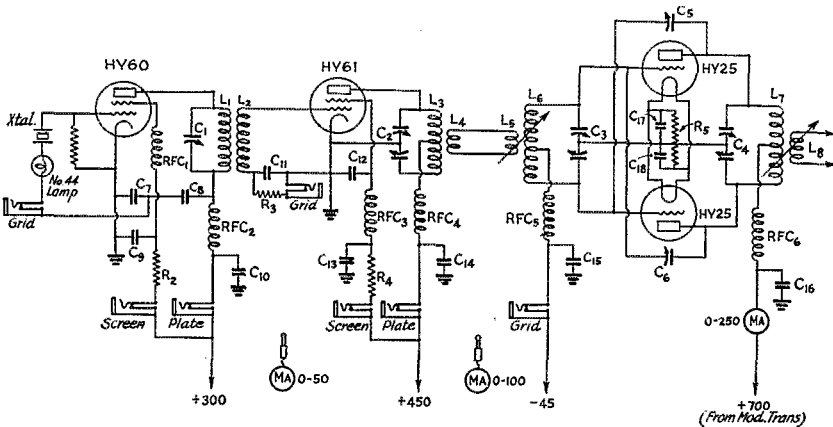 HY60
Xtal.
No.44
Lamp
Grid
C7
C9
C8
RFC1
R2
Screen
Plate
C1
L1
L2
RFC2
C10
+300
C11
R3
Grid
C12
HY61
RFC3
C13
R4
Screen
Plate
C2
L3
RFC4
C14
+450
MA 0-50
MA 0-100
L4
L5
L6
RFC5
C15
Grid
-45
C3
C5
HY25
C17
R5
C18
HY25
C6
C4
L7
L8
RFC6
C16
0-250 MA
+700
(From Mod.Trans)